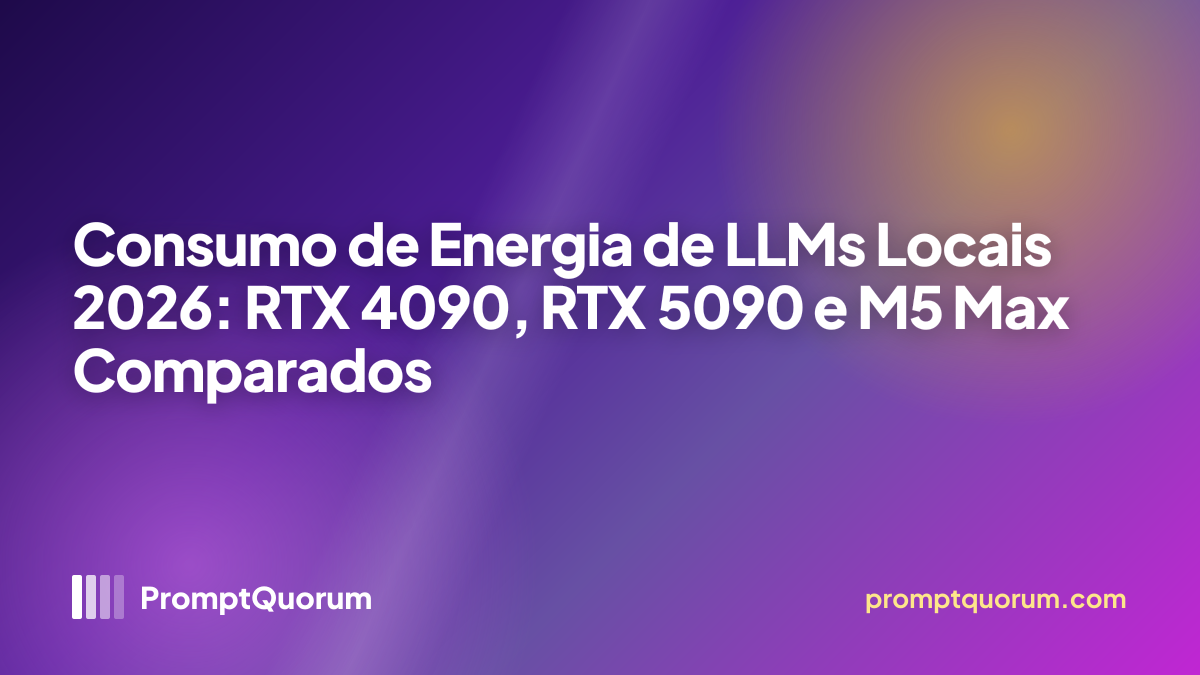 Consumo de Energia de LLMs Locais
2026: RTX 4090, RTX 5090 e M5 Max
Comparados
PromptQuorum
promptquorum.com